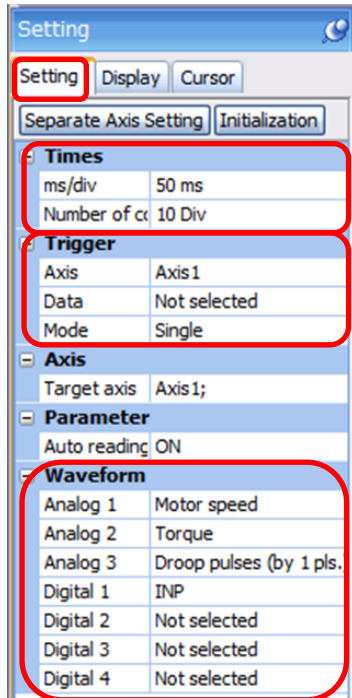 Setting
Setting Display Cursor
Separate Axis Setting Initialization
Times
ms/div 50 ms
Number of co 10 Div
Trigger
Axis Axis1
Data Not selected
Mode Single
Axis
Target axis Axis1;
Parameter
Auto reading ON
Waveform
Analog 1 Motor speed
Analog 2 Torque
Analog 3 Droop pulses (by 1 pls.)
Digital 1 INP
Digital 2 Not selected
Digital 3 Not selected
Digital 4 Not selected